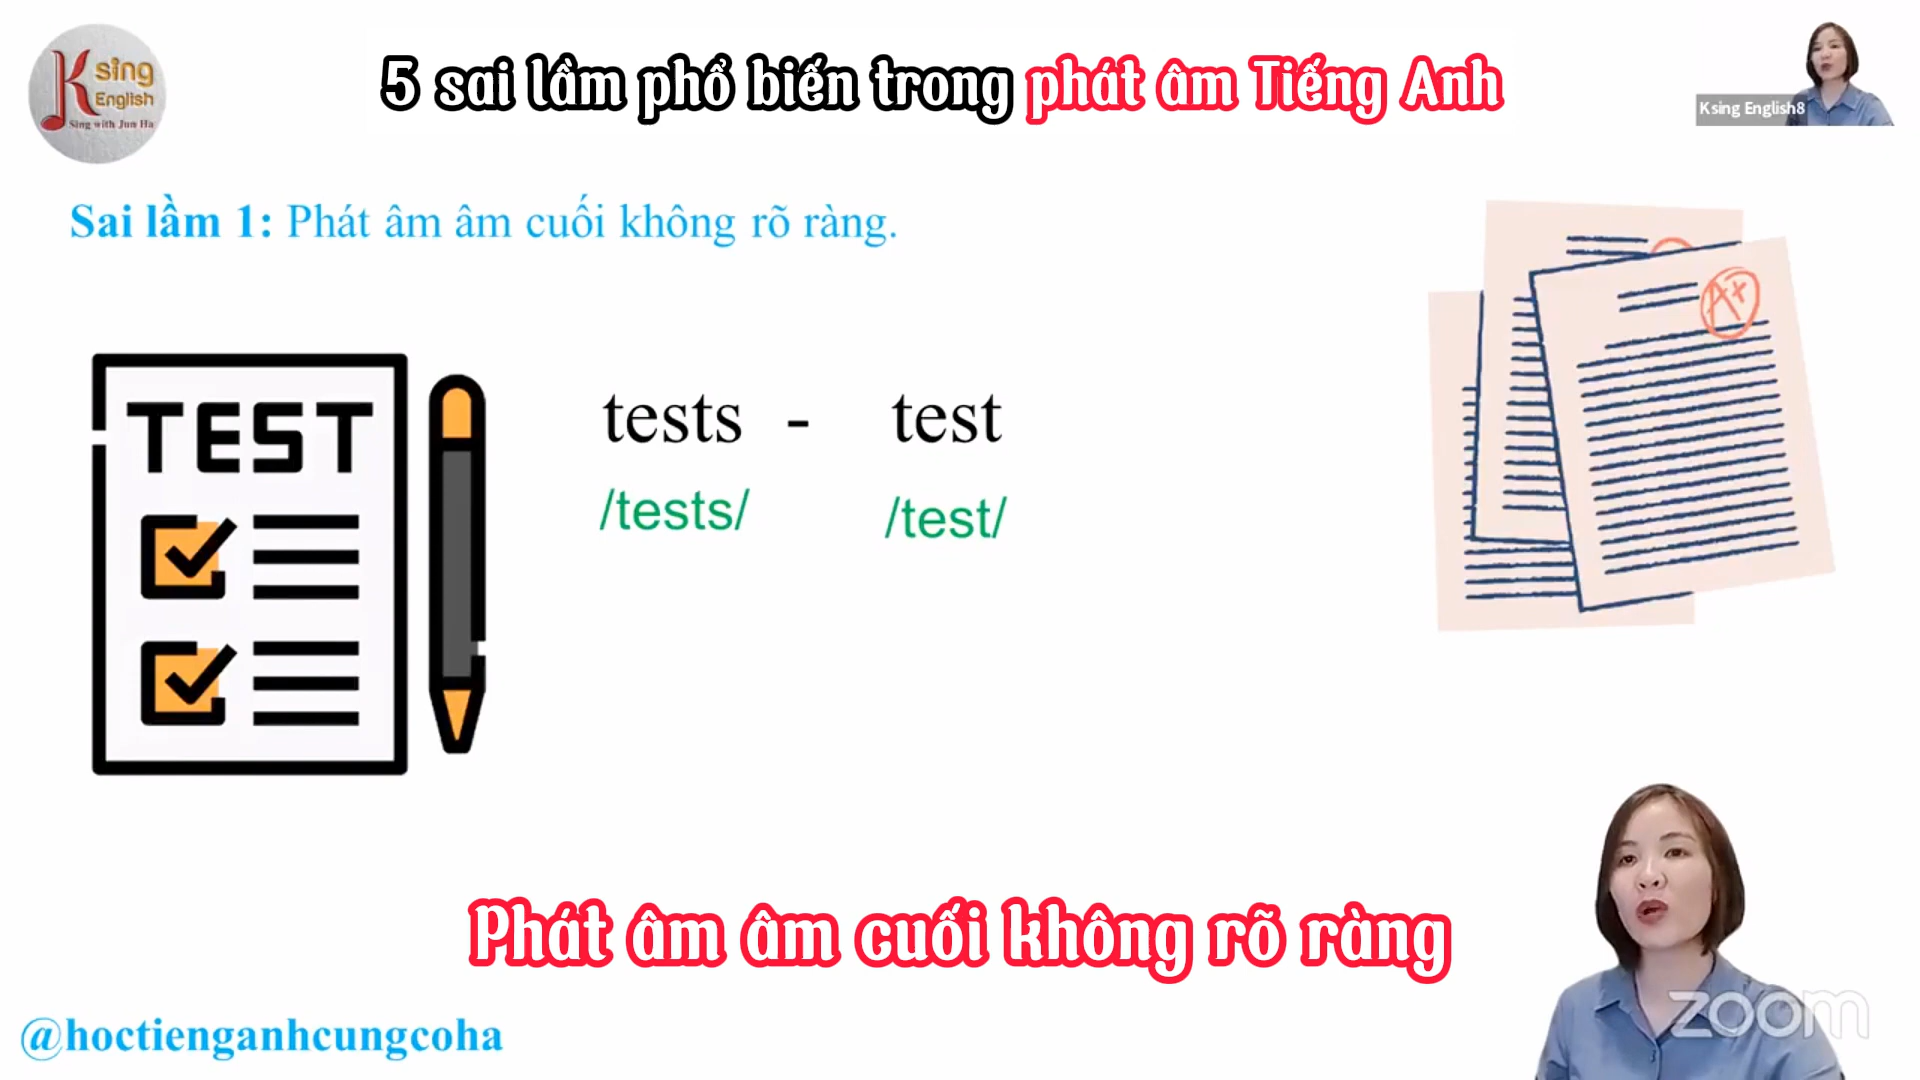 Ksing
English
Sing with Jun Ha
5 sai lầm phổ biến trong phát âm Tiếng Anh
Ksing English8
Sai lầm 1: Phát âm âm cuối không rõ ràng.
A+
TEST
tests - test
/tests/ /test/
Phát âm âm cuối không rõ ràng
zoom
@hoctienganhcungcoha